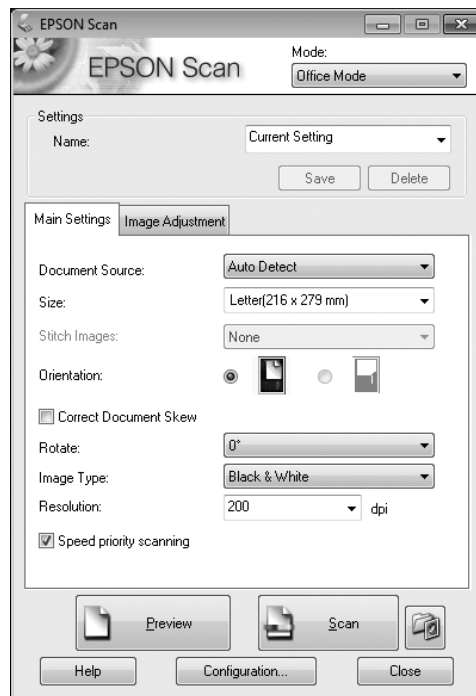 EPSON Scan
EPSON Scan
Mode:
Office Mode
Settings
Name:
Current Setting
Save
Delete
Main Settings
Image Adjustment
Document Source:
Auto Detect
Size:
Letter(216 x 279 mm)
Stitch Images:
None
Orientation:
Correct Document Skew
Rotate:
0°
Image Type:
Black & White
Resolution:
200
dpi
Speed priority scanning
Preview
Scan
Help
Configuration...
Close